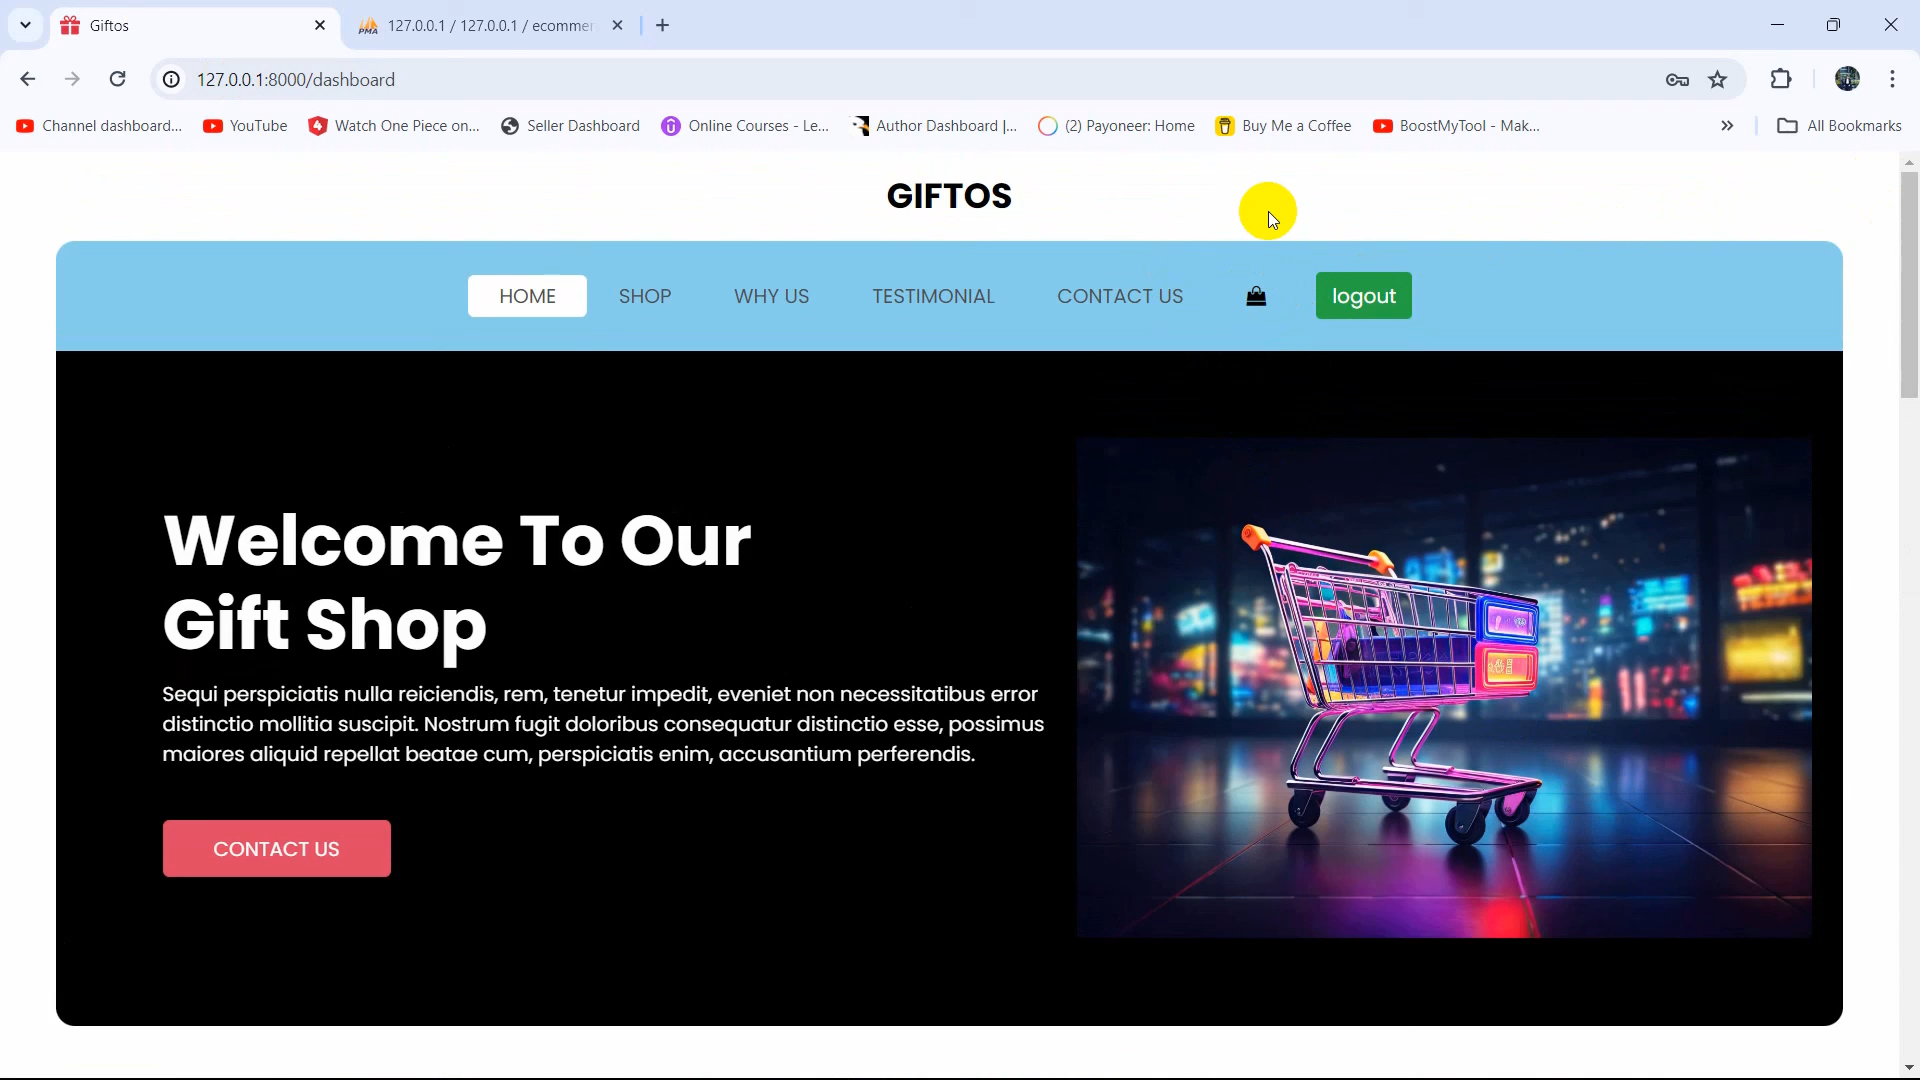 Giftos
127.0.0.1 / 127.0.0.1 / ecommer
127.0.0.1:8000/dashboard
Channel dashboard...
YouTube
Watch One Piece on...
Seller Dashboard
Online Courses - Le...
Author Dashboard |...
(2) Payoneer: Home
Buy Me a Coffee
BoostMyTool - Mak...
All Bookmarks
GIFTOS
HOME
SHOP
WHY US
TESTIMONIAL
CONTACT US
logout
Welcome To Our
Gift Shop
Sequi perspiciatis nulla reiciendis, rem, tenetur impedit, eveniet non necessitatibus error
distinctio mollitia suscipit. Nostrum fugit doloribus consequatur distinctio esse, possimus
maiores aliquid repellat beatae cum, perspiciatis enim, accusantium perferendis.
CONTACT US